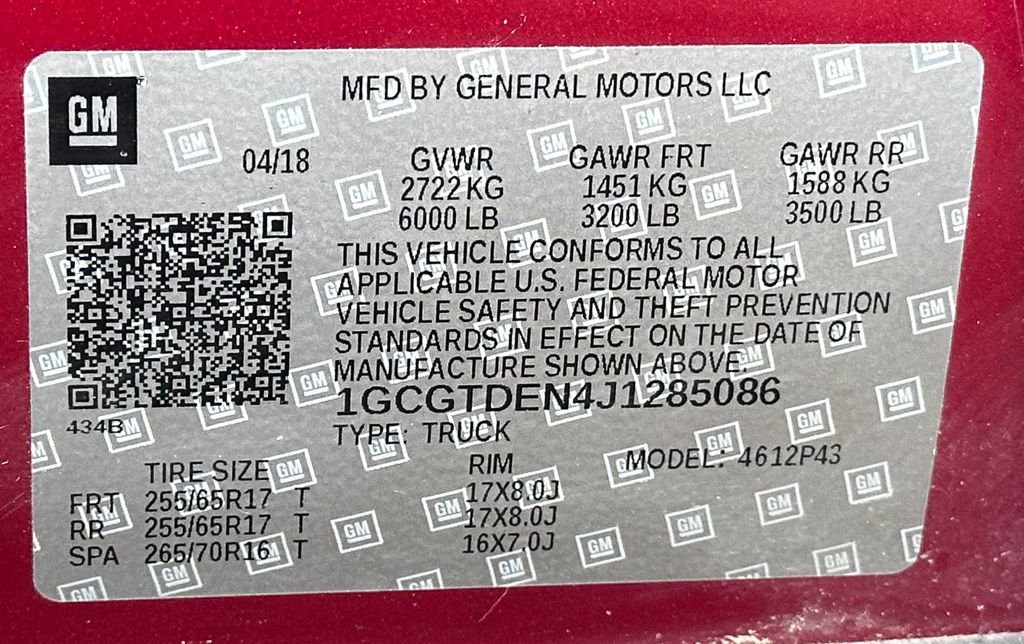 GM
MFD BY GENERAL MOTORS LLC
04/18
GVWR GAWR FRT GAWR RR
2722 KG 1451 KG 1588 KG
6000 LB 3200 LB 3500 LB
THIS VEHICLE CONFORMS TO ALL
APPLICABLE U.S. FEDERAL MOTOR
VEHICLE SAFETY AND THEFT PREVENTION
STANDARDS IN EFFECT ON THE DATE OF
MANUFACTURE SHOWN ABOVE.
1GCGTDEN4J1285086
434B
TYPE: TRUCK
TIRE SIZE RIM MODEL: 4612P43
FRT 255/65R17 T 17X8.0J
RR 255/65R17 T 17X8.0J
SPA 265/70R16 T 16X7.0J